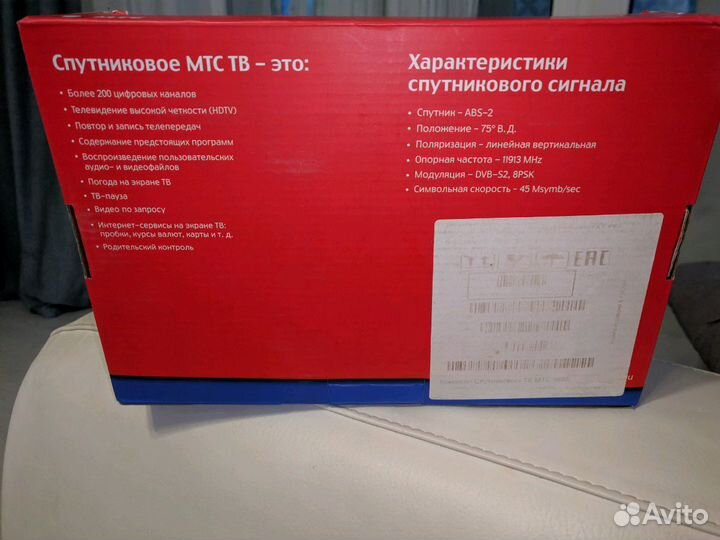 Спутниковое МТС ТВ – это:
• Более 200 цифровых каналов
• Телевидение высокой четкости (HDTV)
• Повтор и запись телепередач
• Содержание предстоящих программ
• Воспроизведение пользовательских
аудио- и видеофайлов
• Погода на экране ТВ
• ТВ-пауза
• Видео по запросу
• Интернет-сервисы на экране ТВ:
пробки, курсы валют, карты и т. д.
• Родительский контроль
Характеристики
спутникового сигнала
• Спутник – ABS-2
• Положение – 75° В. Д.
• Поляризация – линейная вертикальная
• Опорная частота – 11913 MHz
• Модуляция – DVB-S2, 8PSK
• Символьная скорость – 45 Msymb/sec
EAC
Avito